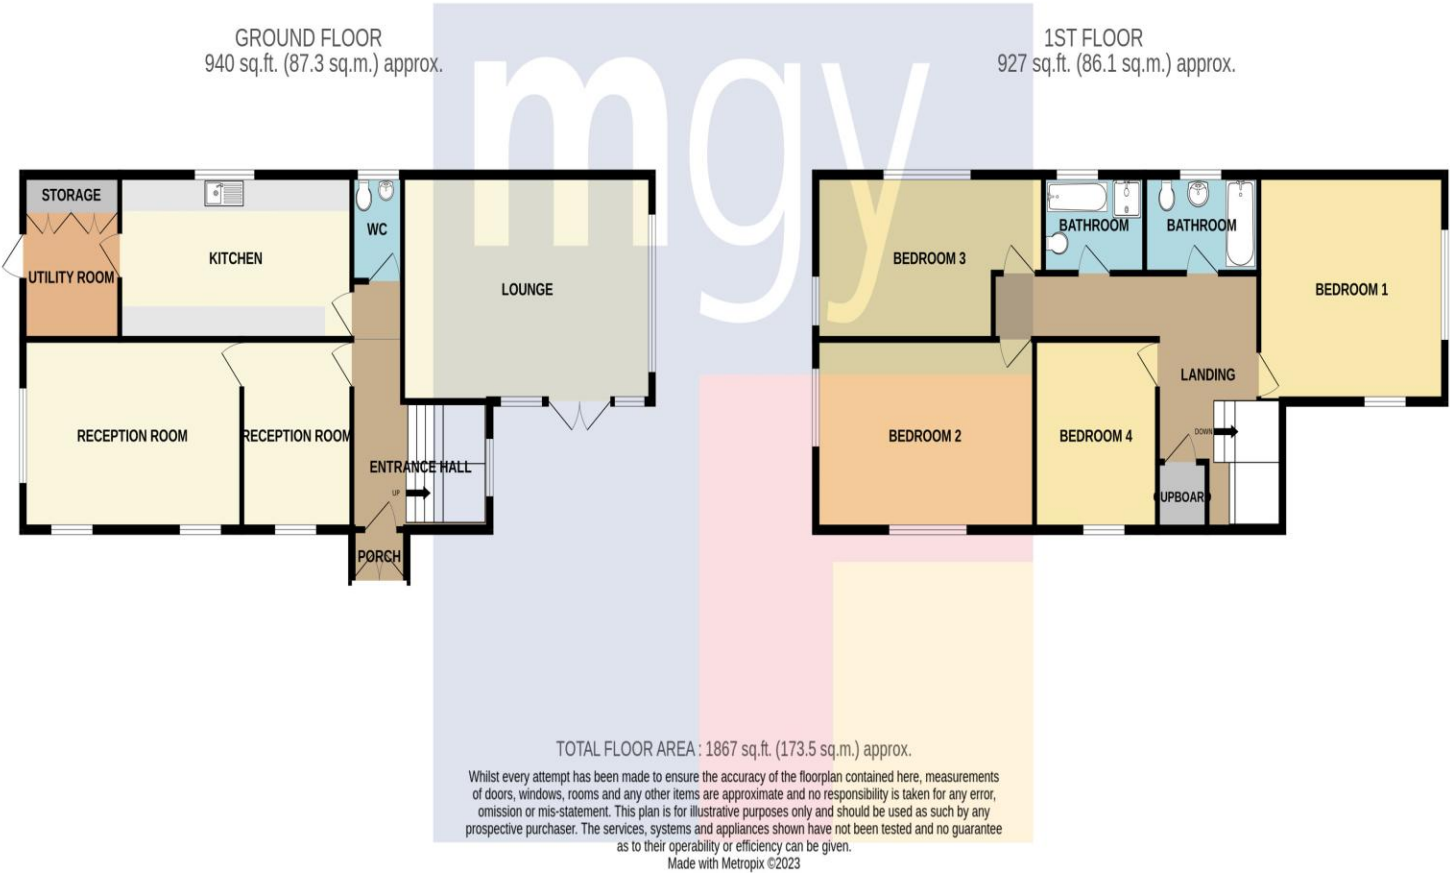 GROUND FLOOR
940 sq.ft. (87.3 sq.m.) approx.
1ST FLOOR
927 sq.ft. (86.1 sq.m.) approx.
mgy
STORAGE
UTILITY ROOM
KITCHEN
WC
LOUNGE
RECEPTION ROOM
RECEPTION ROOM
ENTRANCE HALL
UP
PORCH
BEDROOM 3
BATHROOM
BATHROOM
BEDROOM 1
BEDROOM 2
BEDROOM 4
LANDING
DOWN
CUPBOARD
TOTAL FLOOR AREA : 1867 sq.ft. (173.5 sq.m.) approx.
Whilst every attempt has been made to ensure the accuracy of the floorplan contained here, measurements
of doors, windows, rooms and any other items are approximate and no responsibility is taken for any error,
omission or mis-statement. This plan is for illustrative purposes only and should be used as such by any
prospective purchaser. The services, systems and appliances shown have not been tested and no guarantee
as to their operability or efficiency can be given.
Made with Metropix ©2023